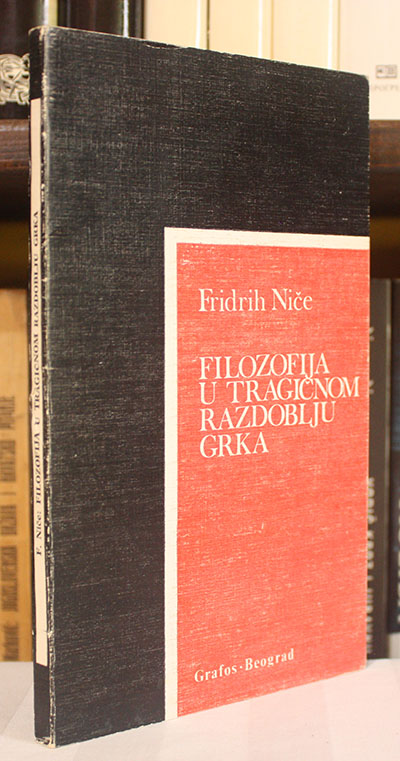 Fridrih Niče
FILOZOFIJA
U TRAGIČNOM
RAZDOBLJU
GRKA
Grafos - Beograd
F. Niče: FILOZOFIJA U TRAGIČNOM RAZDOBLJU GRKA